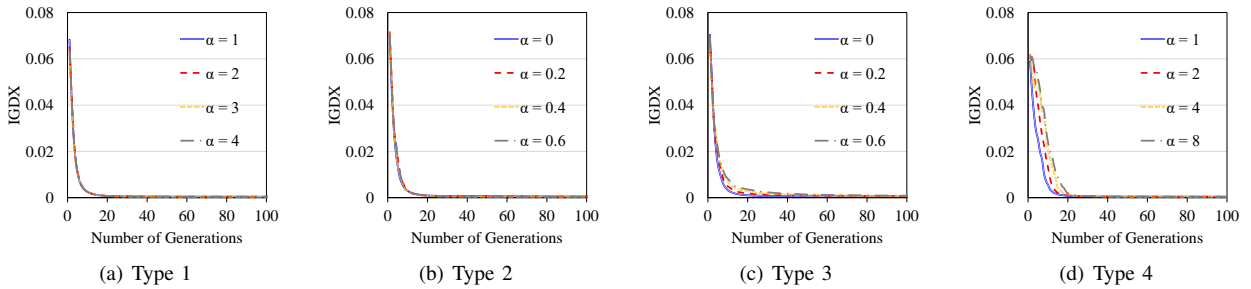 0.08
0.06
0.04
0.02
0
IGDX
0 20 40 60 80 100
Number of Generations
α = 1
α = 2
α = 3
α = 4
(a) Type 1
0.08
0.06
0.04
0.02
0
IGDX
0 20 40 60 80 100
Number of Generations
α = 0
α = 0.2
α = 0.4
α = 0.6
(b) Type 2
0.08
0.06
0.04
0.02
0
IGDX
0 20 40 60 80 100
Number of Generations
α = 0
α = 0.2
α = 0.4
α = 0.6
(c) Type 3
0.08
0.06
0.04
0.02
0
IGDX
0 20 40 60 80 100
Number of Generations
α = 1
α = 2
α = 4
α = 8
(d) Type 4